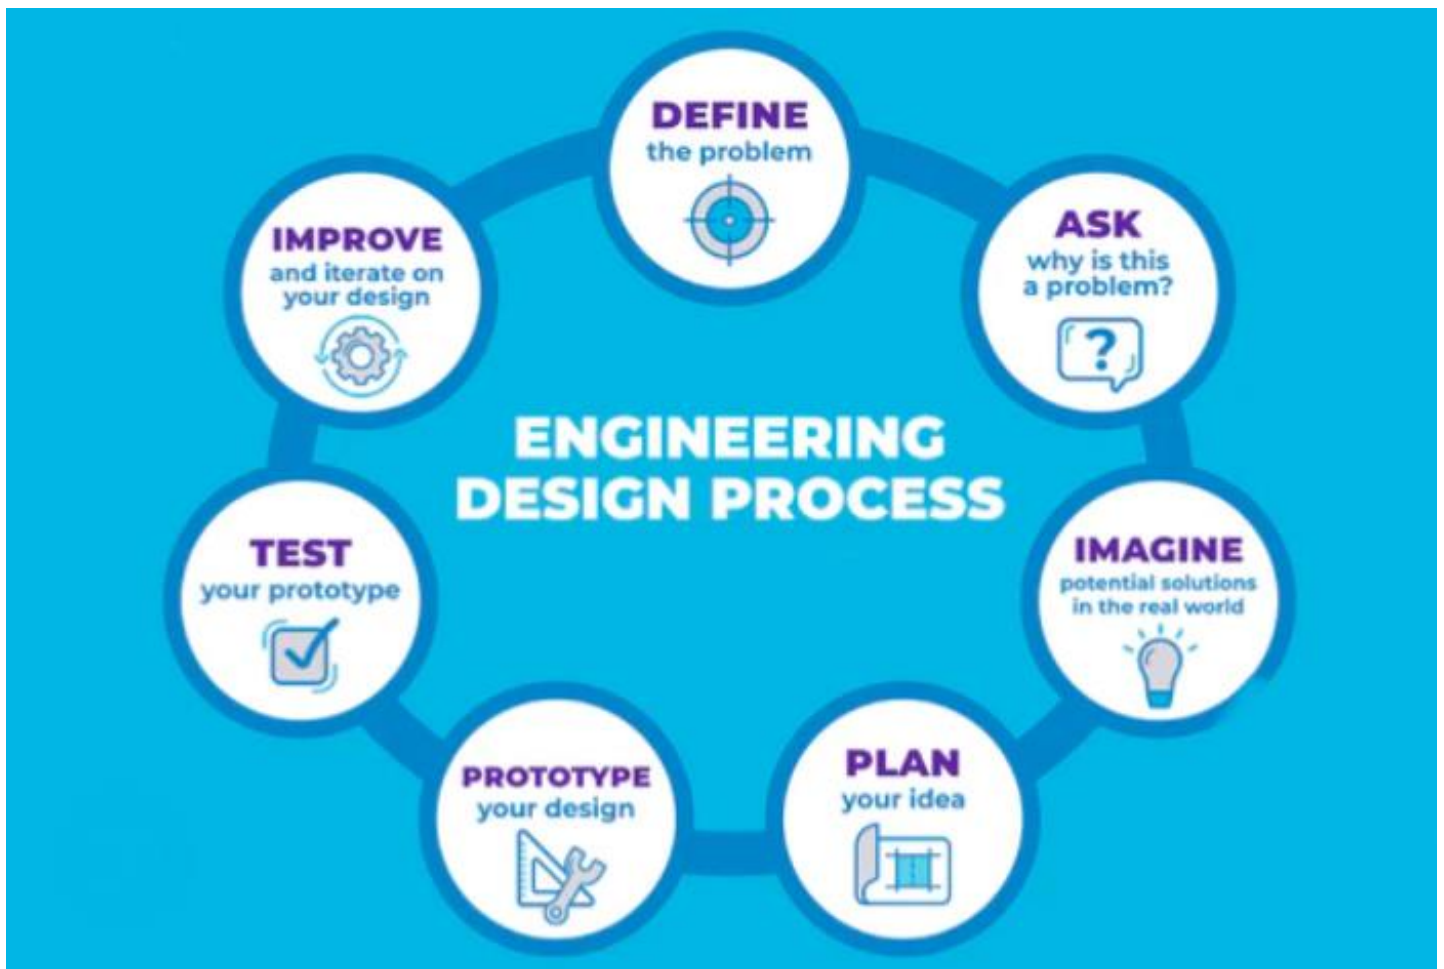 DEFINE
the problem
ASK
why is this
a problem?
?
IMAGINE
potential solutions
in the real world
PLAN
your idea
PROTOTYPE
your design
TEST
your prototype
IMPROVE
and iterate on
your design
ENGINEERING
DESIGN PROCESS